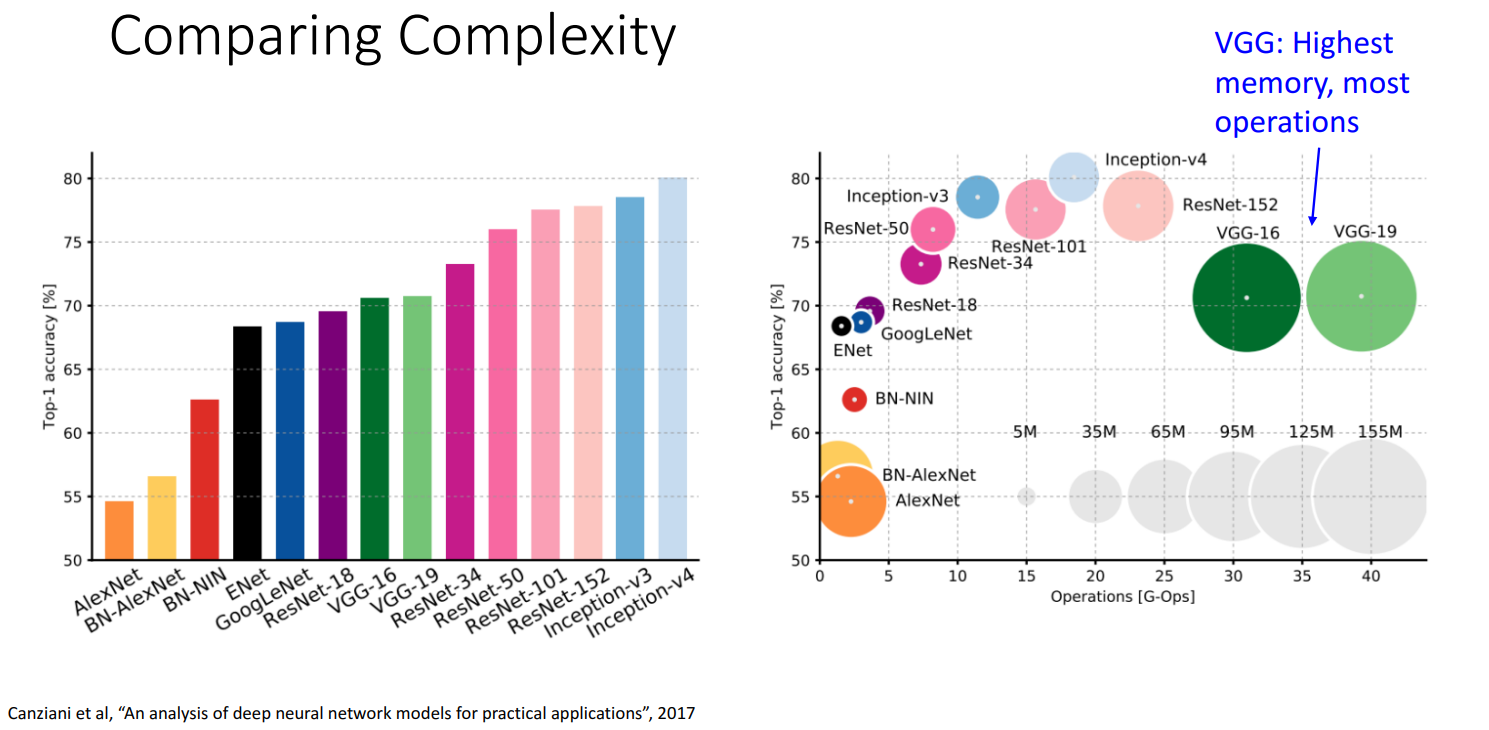 Comparing Complexity
VGG: Highest
memory, most
operations
Top-1 accuracy [%]
80
75
70
65
60
55
50
AlexNet
BN-AlexNet
BN-NIN
ENet
GoogLeNet
ResNet-18
VGG-16
VGG-19
ResNet-34
ResNet-50
ResNet-101
ResNet-152
Inception-v3
Inception-v4
Top-1 accuracy [%]
80
75
70
65
60
55
50
Inception-v4
Inception-v3
ResNet-152
ResNet-50
VGG-16
VGG-19
ResNet-101
ResNet-34
ResNet-18
GoogLeNet
ENet
BN-NIN
5M 35M 65M 95M 125M 155M
BN-AlexNet
AlexNet
0 5 10 15 20 25 30 35 40
Operations [G-Ops]
Canziani et al, “An analysis of deep neural network models for practical applications”, 2017